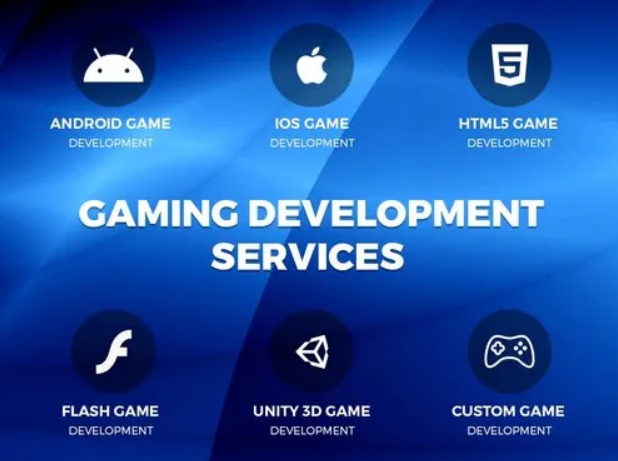 ANDROID GAME
DEVELOPMENT
IOS GAME
DEVELOPMENT
HTML5 GAME
DEVELOPMENT
GAMING DEVELOPMENT
SERVICES
FLASH GAME
DEVELOPMENT
UNITY 3D GAME
DEVELOPMENT
CUSTOM GAME
DEVELOPMENT